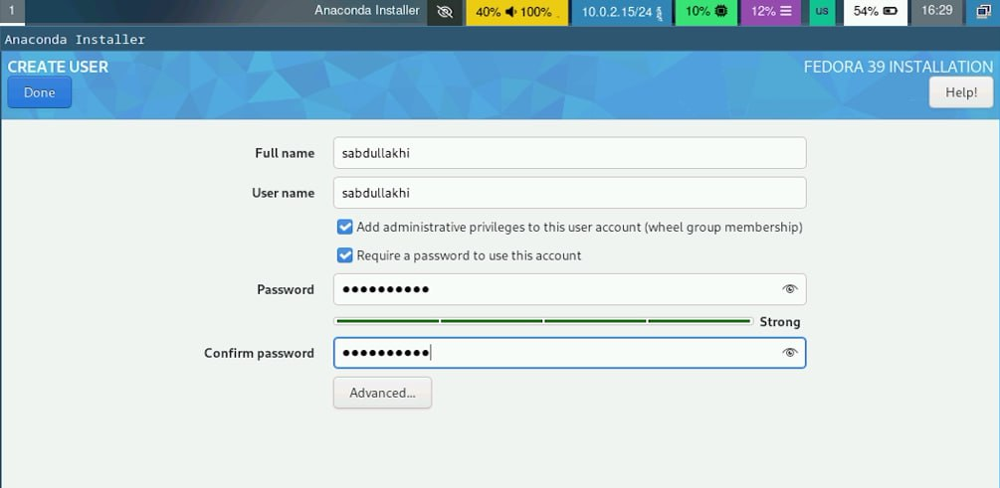 1 Anaconda Installer 40% 100% 10.0.2.15/24 10% 12% us 54% 16:29
Anaconda Installer
CREATE USER FEDORA 39 INSTALLATION
Done Help!
Full name sabdullakhi
User name sabdullakhi
Add administrative privileges to this user account (wheel group membership)
Require a password to use this account
Password ●●●●●●●●●●
Strong
Confirm password ●●●●●●●●●●
Advanced...